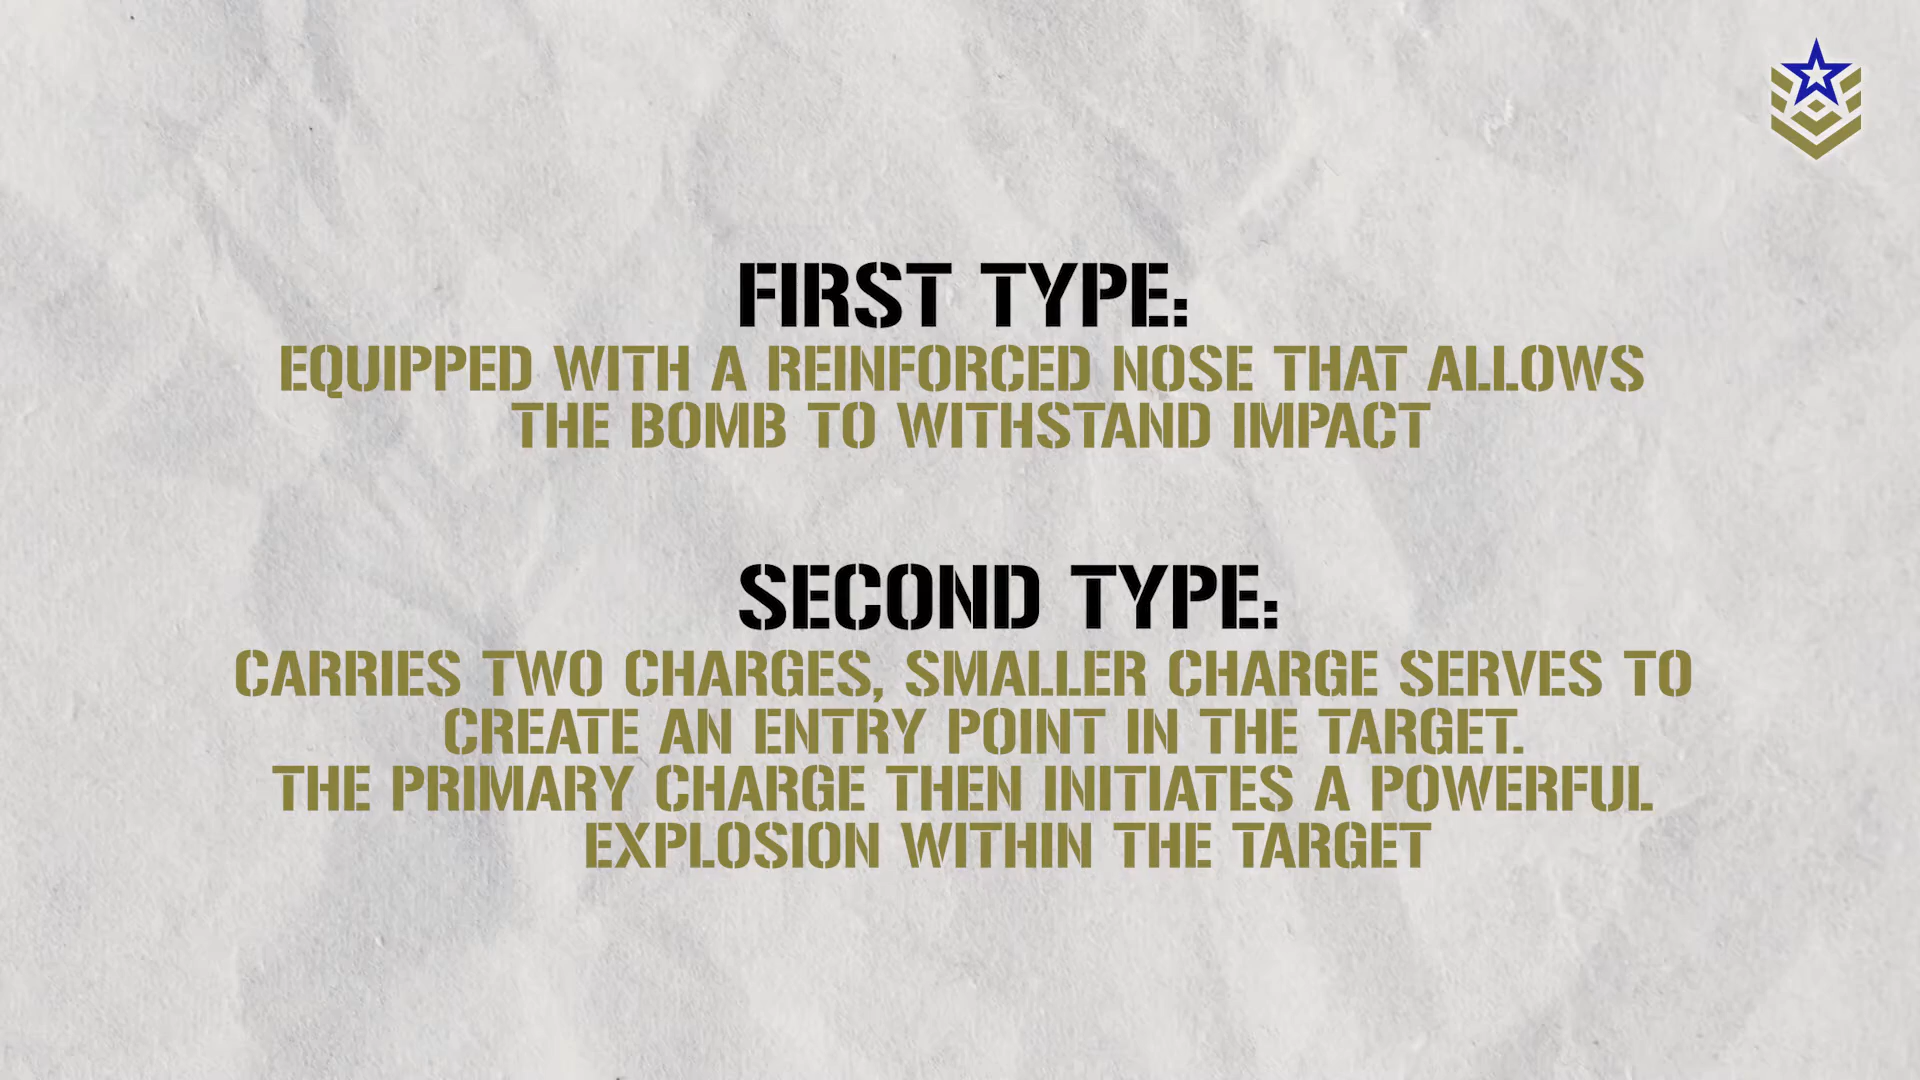 FIRST TYPE:
EQUIPPED WITH A REINFORCED NOSE THAT ALLOWS
THE BOMB TO WITHSTAND IMPACT
SECOND TYPE:
CARRIES TWO CHARGES, SMALLER CHARGE SERVES TO
CREATE AN ENTRY POINT IN THE TARGET.
THE PRIMARY CHARGE THEN INITIATES A POWERFUL
EXPLOSION WITHIN THE TARGET